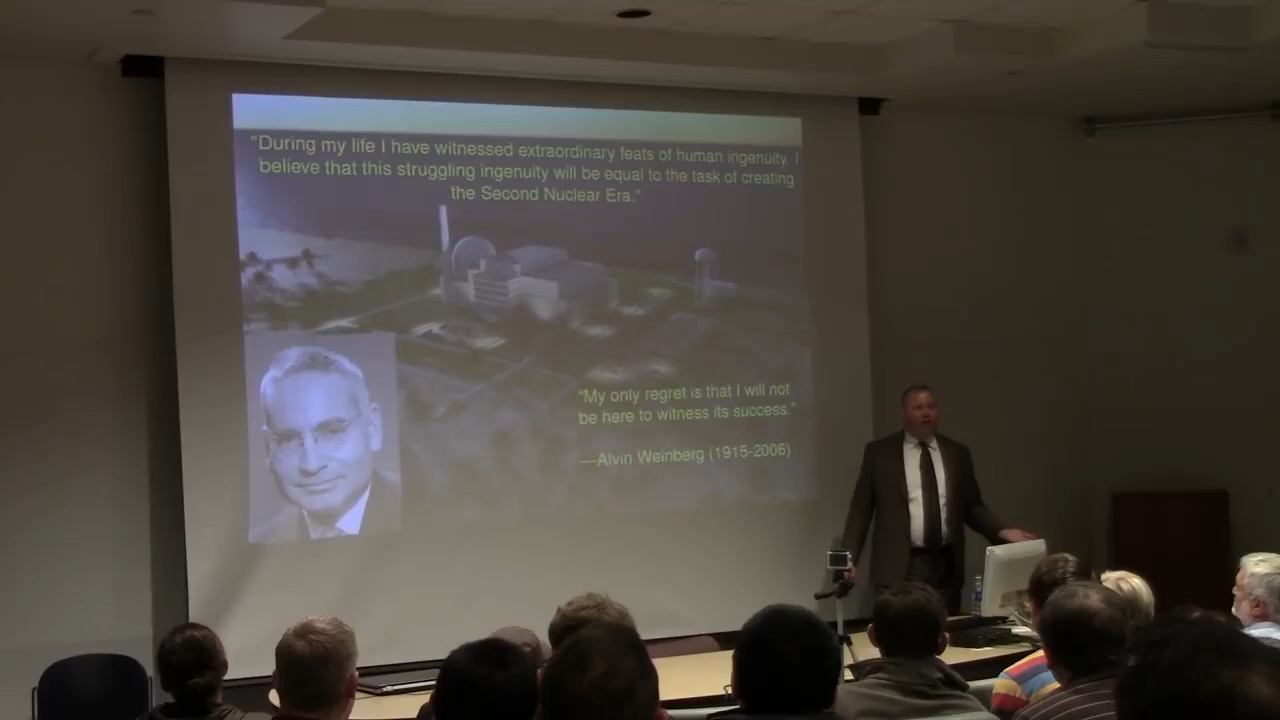 "During my life I have witnessed extraordinary feats of human ingenuity. I
believe that this struggling ingenuity will be equal to the task of creating
the Second Nuclear Era."
"My only regret is that I will not
be here to witness its success."
—Alvin Weinberg (1915-2006)